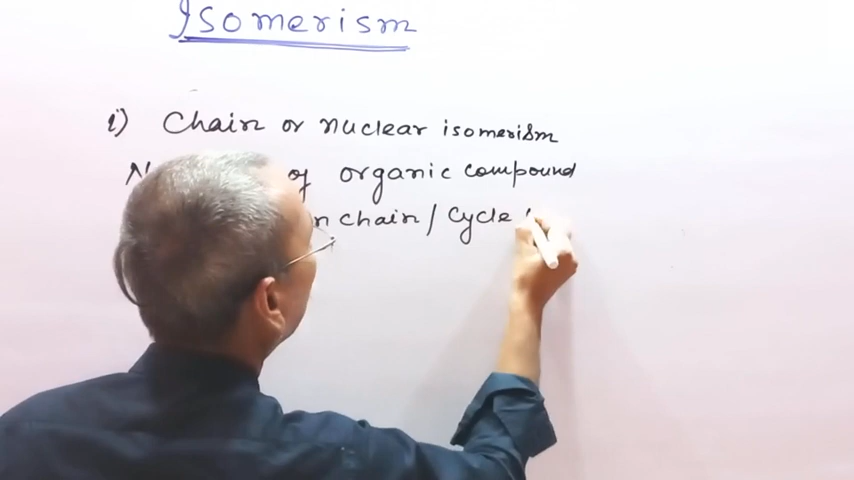 Isomerism
i) Chain or nuclear isomerism
of organic compound
chain / Cycle